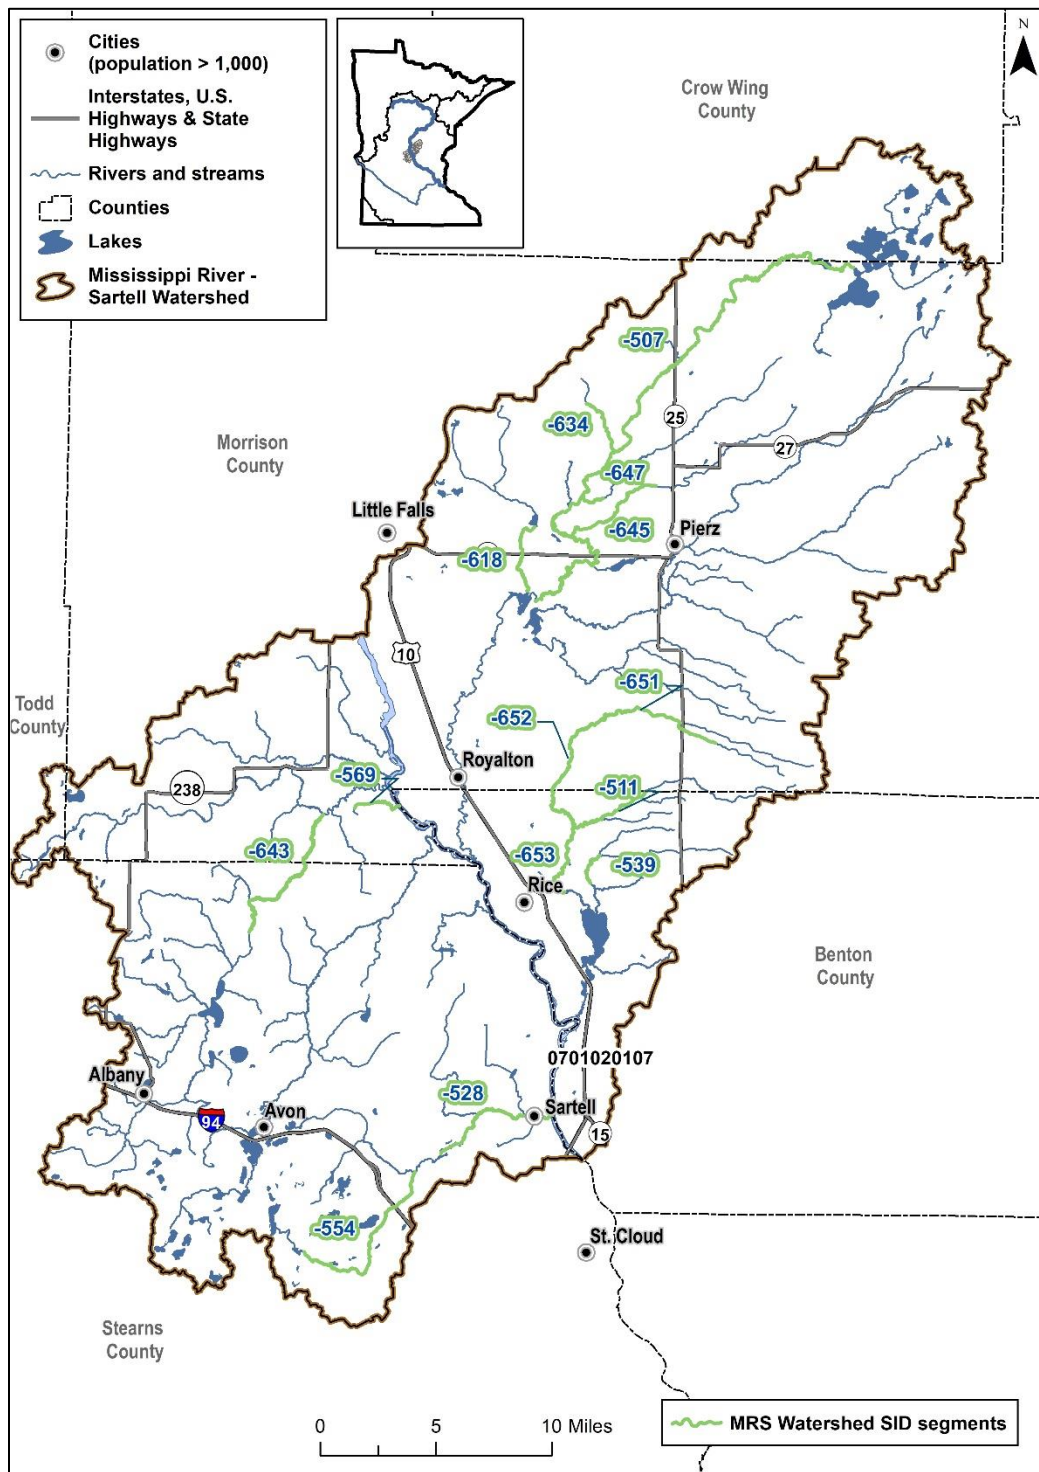 Cities
(population > 1,000)
Interstates, U.S.
Highways & State
Highways
Rivers and streams
Counties
Lakes
Mississippi River -
Sartell Watershed
N
Crow Wing
County
-507
25
-634
27
Morrison
County
-647
Little Falls
-645
Pierz
-618
10
-651
Todd
County
-652
Royalton
-569
238
-511
-643
-653
-539
Rice
Benton
County
0701020107
Albany
-528
Sartell
Avon
94
15
-554
St. Cloud
Stearns
County
0 5 10 Miles
MRS Watershed SID segments